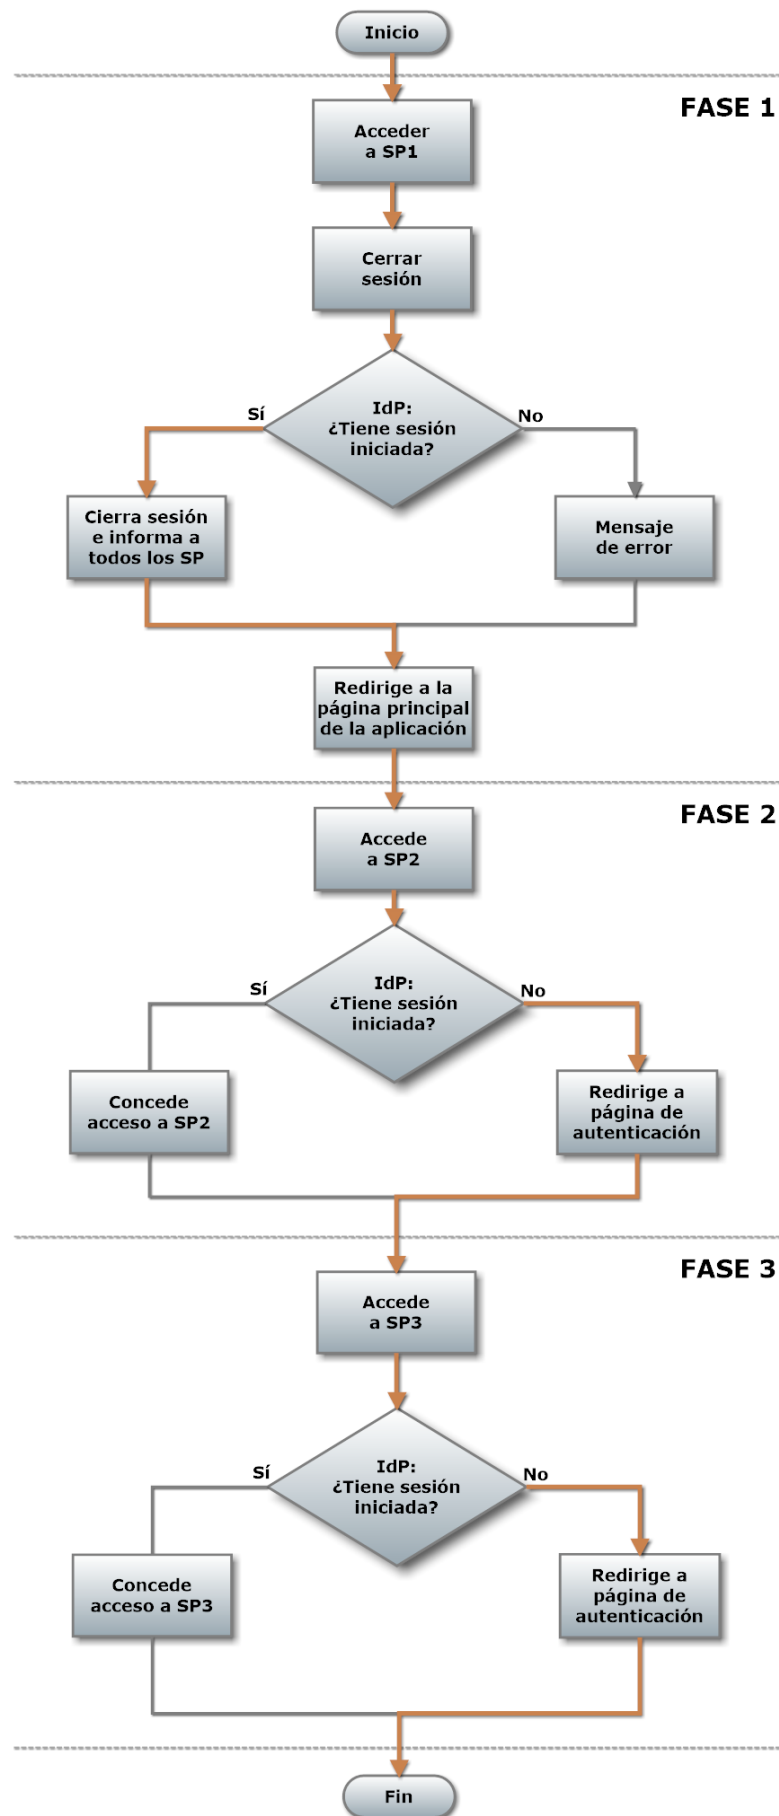 Inicio
FASE 1
Acceder
a SP1
Cerrar
sesión
IdP:
¿Tiene sesión
iniciada?
Sí
No
Cierra sesión
e informa a
todos los SP
Mensaje
de error
Redirige a la
página principal
de la aplicación
FASE 2
Accede
a SP2
IdP:
¿Tiene sesión
iniciada?
Sí
No
Concede
acceso a SP2
Redirige a
página de
autenticación
FASE 3
Accede
a SP3
IdP:
¿Tiene sesión
iniciada?
Sí
No
Concede
acceso a SP3
Redirige a
página de
autenticación
Fin